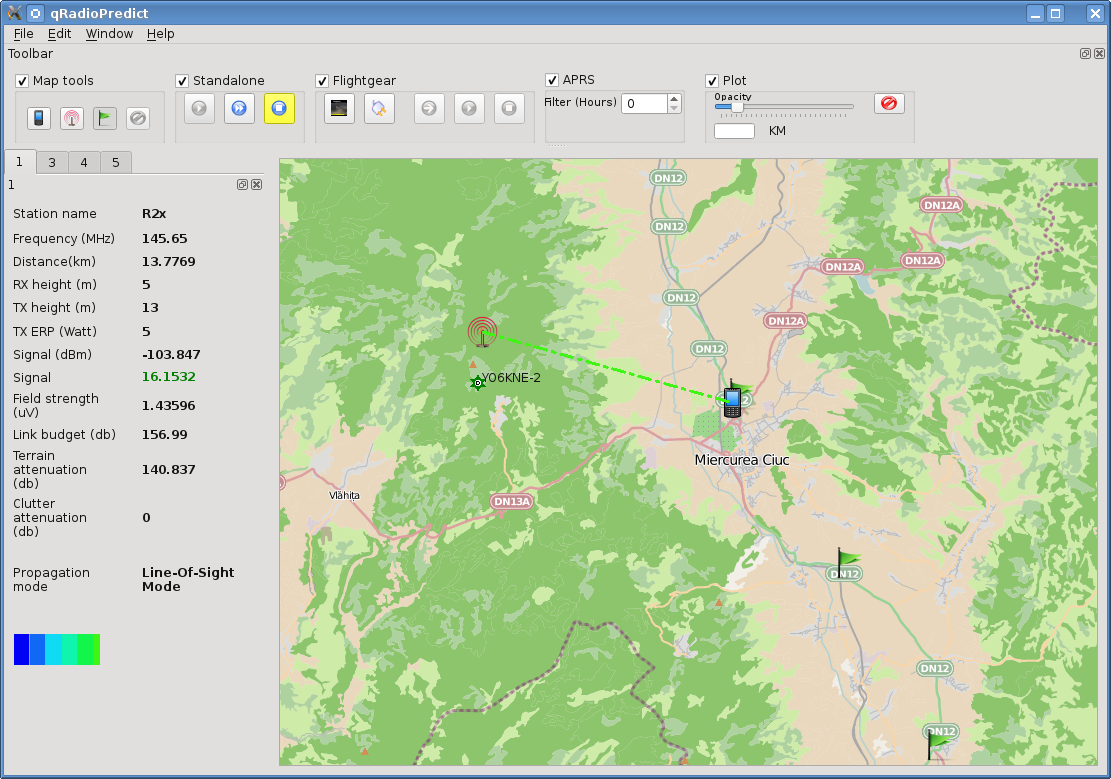 qRadioPredict
File Edit Window Help
Toolbar
Map tools
Standalone
Flightgear
APRS
Filter (Hours) 0
Plot
Opacity
KM
1 3 4 5
1
Station name R2x
Frequency (MHz) 145.65
Distance(km) 13.7769
RX height (m) 5
TX height (m) 13
TX ERP (Watt) 5
Signal (dBm) -103.847
Signal 16.1532
Field strength
(uV) 1.43596
Link budget (db) 156.99
Terrain
attenuation 140.837
(db)
Clutter
attenuation 0
(db)
Propagation Line-Of-Sight
mode Mode
DN12
DN12A
DN12
DN12A
DN12A
DN12
DN12A
DN12
YO6KNE-2
2
Miercurea Ciuc
Vlăhița
DN13A
DN12
DN12
DN12